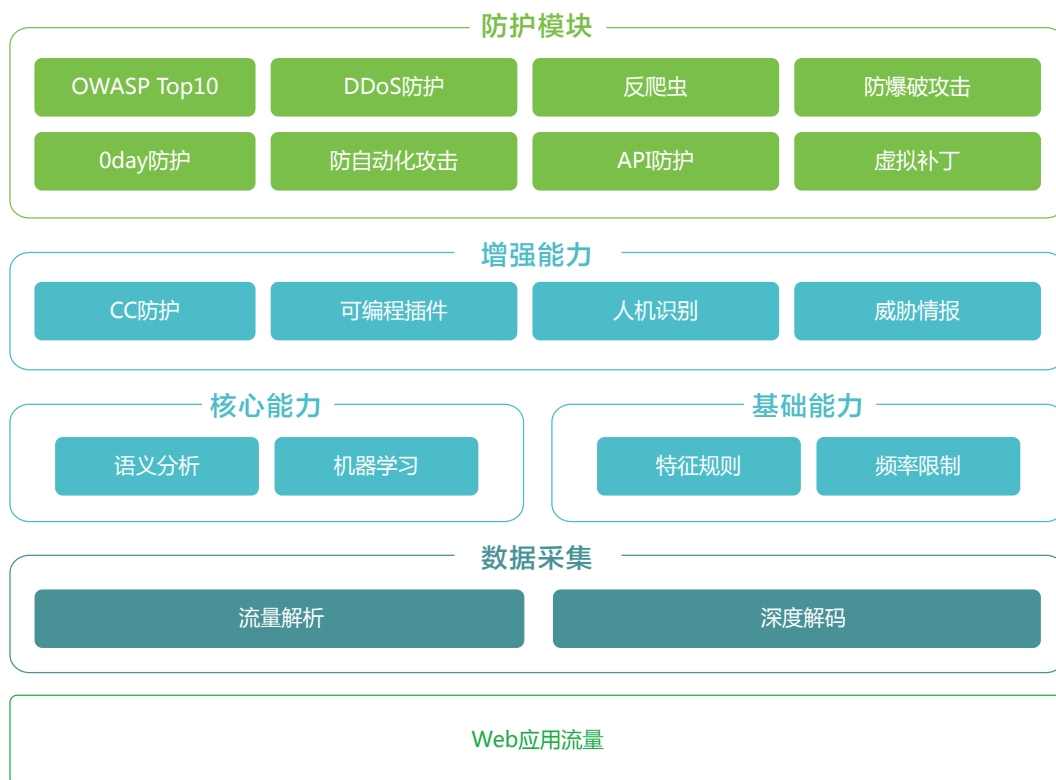 防护模块
OWASP Top10
DDoS防护
反爬虫
防爆破攻击
0day防护
防自动化攻击
API防护
虚拟补丁
增强能力
CC防护
可编程插件
人机识别
威胁情报
核心能力
语义分析
机器学习
基础能力
特征规则
频率限制
数据采集
流量解析
深度解码
Web应用流量